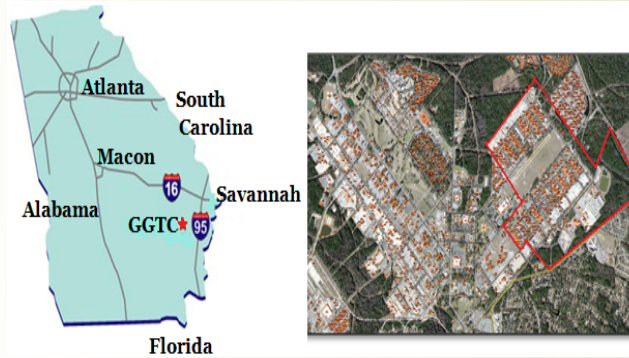 Atlanta
South
Carolina
Macon
16
Savannah
Alabama
GGTC
95
Florida